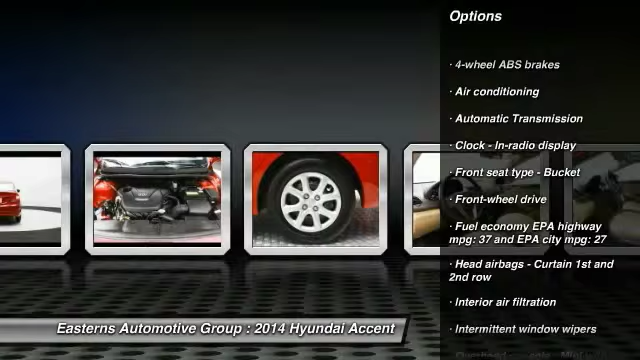 Options
· 4-wheel ABS brakes
· Air conditioning
· Automatic Transmission
· Clock - In-radio display
· Front seat type - Bucket
· Front-wheel drive
· Fuel economy EPA highway
mpg: 37 and EPA city mpg: 27
· Head airbags - Curtain 1st and
2nd row
· Interior air filtration
· Intermittent window wipers
Easterns Automotive Group : 2014 Hyundai Accent